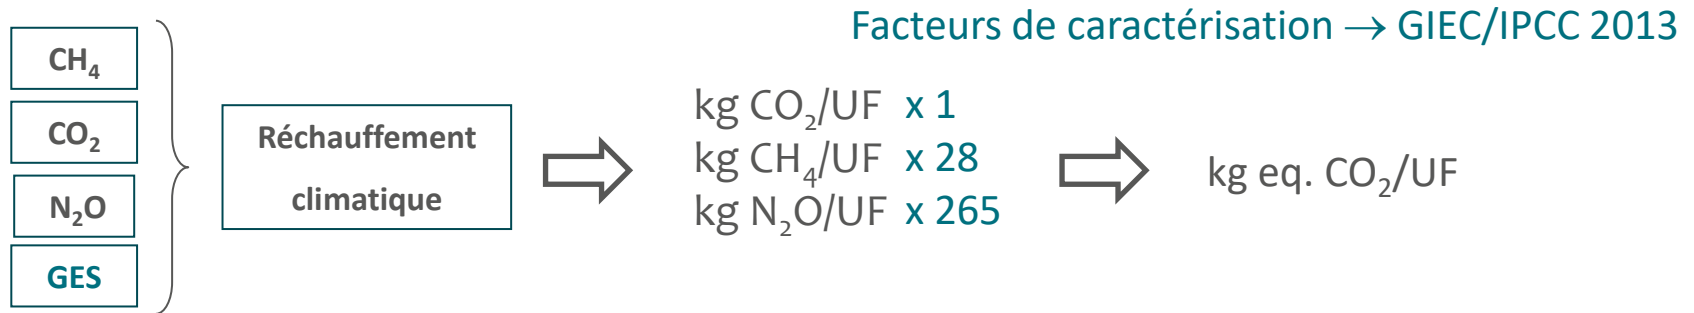 Facteurs de caractérisation → GIEC/IPCC 2013
CH₄
CO₂
N₂O
GES
Réchauffement
climatique
kg CO₂/UF x 1
kg CH₄/UF x 28
kg N₂O/UF x 265
kg eq. CO₂/UF